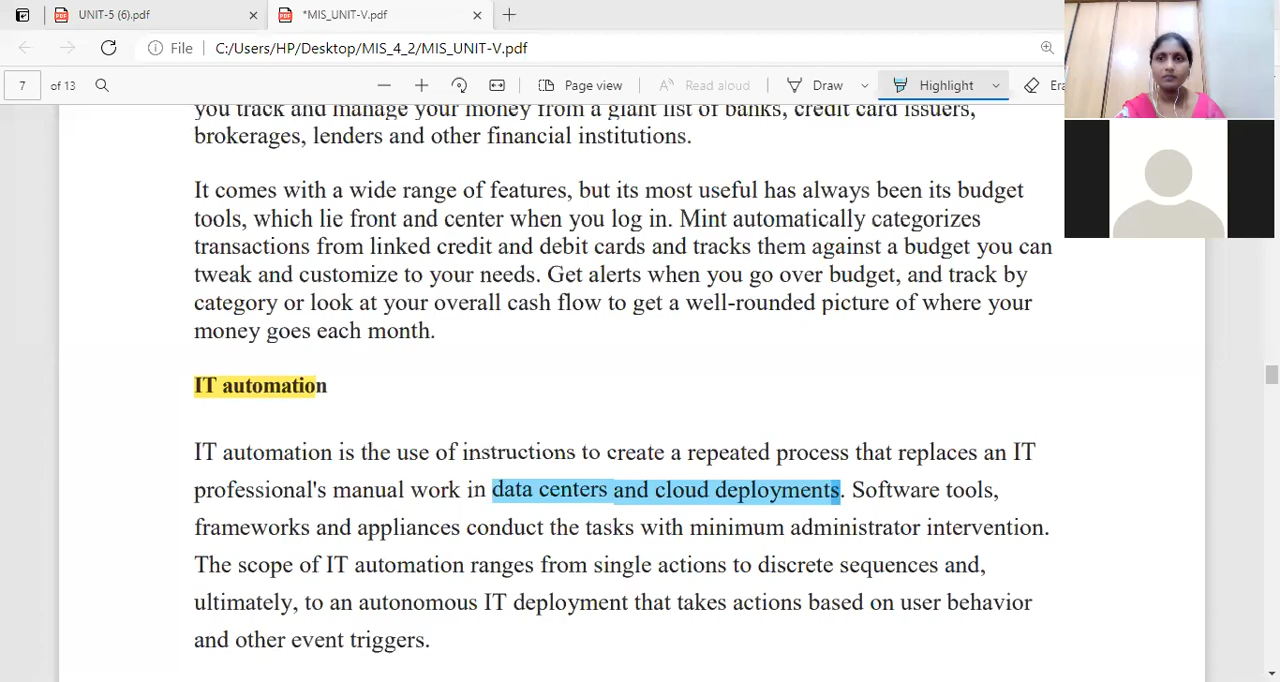 UNIT-5 (6).pdf
*MIS_UNIT-V.pdf
File C:/Users/HP/Desktop/MIS_4_2/MIS_UNIT-V.pdf
7 of 13 Page view Read aloud Draw Highlight
you track and manage your money from a giant list of banks, credit card issuers,
brokerages, lenders and other financial institutions.
It comes with a wide range of features, but its most useful has always been its budget
tools, which lie front and center when you log in. Mint automatically categorizes
transactions from linked credit and debit cards and tracks them against a budget you can
tweak and customize to your needs. Get alerts when you go over budget, and track by
category or look at your overall cash flow to get a well-rounded picture of where your
money goes each month.
IT automation
IT automation is the use of instructions to create a repeated process that replaces an IT
professional's manual work in data centers and cloud deployments. Software tools,
frameworks and appliances conduct the tasks with minimum administrator intervention.
The scope of IT automation ranges from single actions to discrete sequences and,
ultimately, to an autonomous IT deployment that takes actions based on user behavior
and other event triggers.